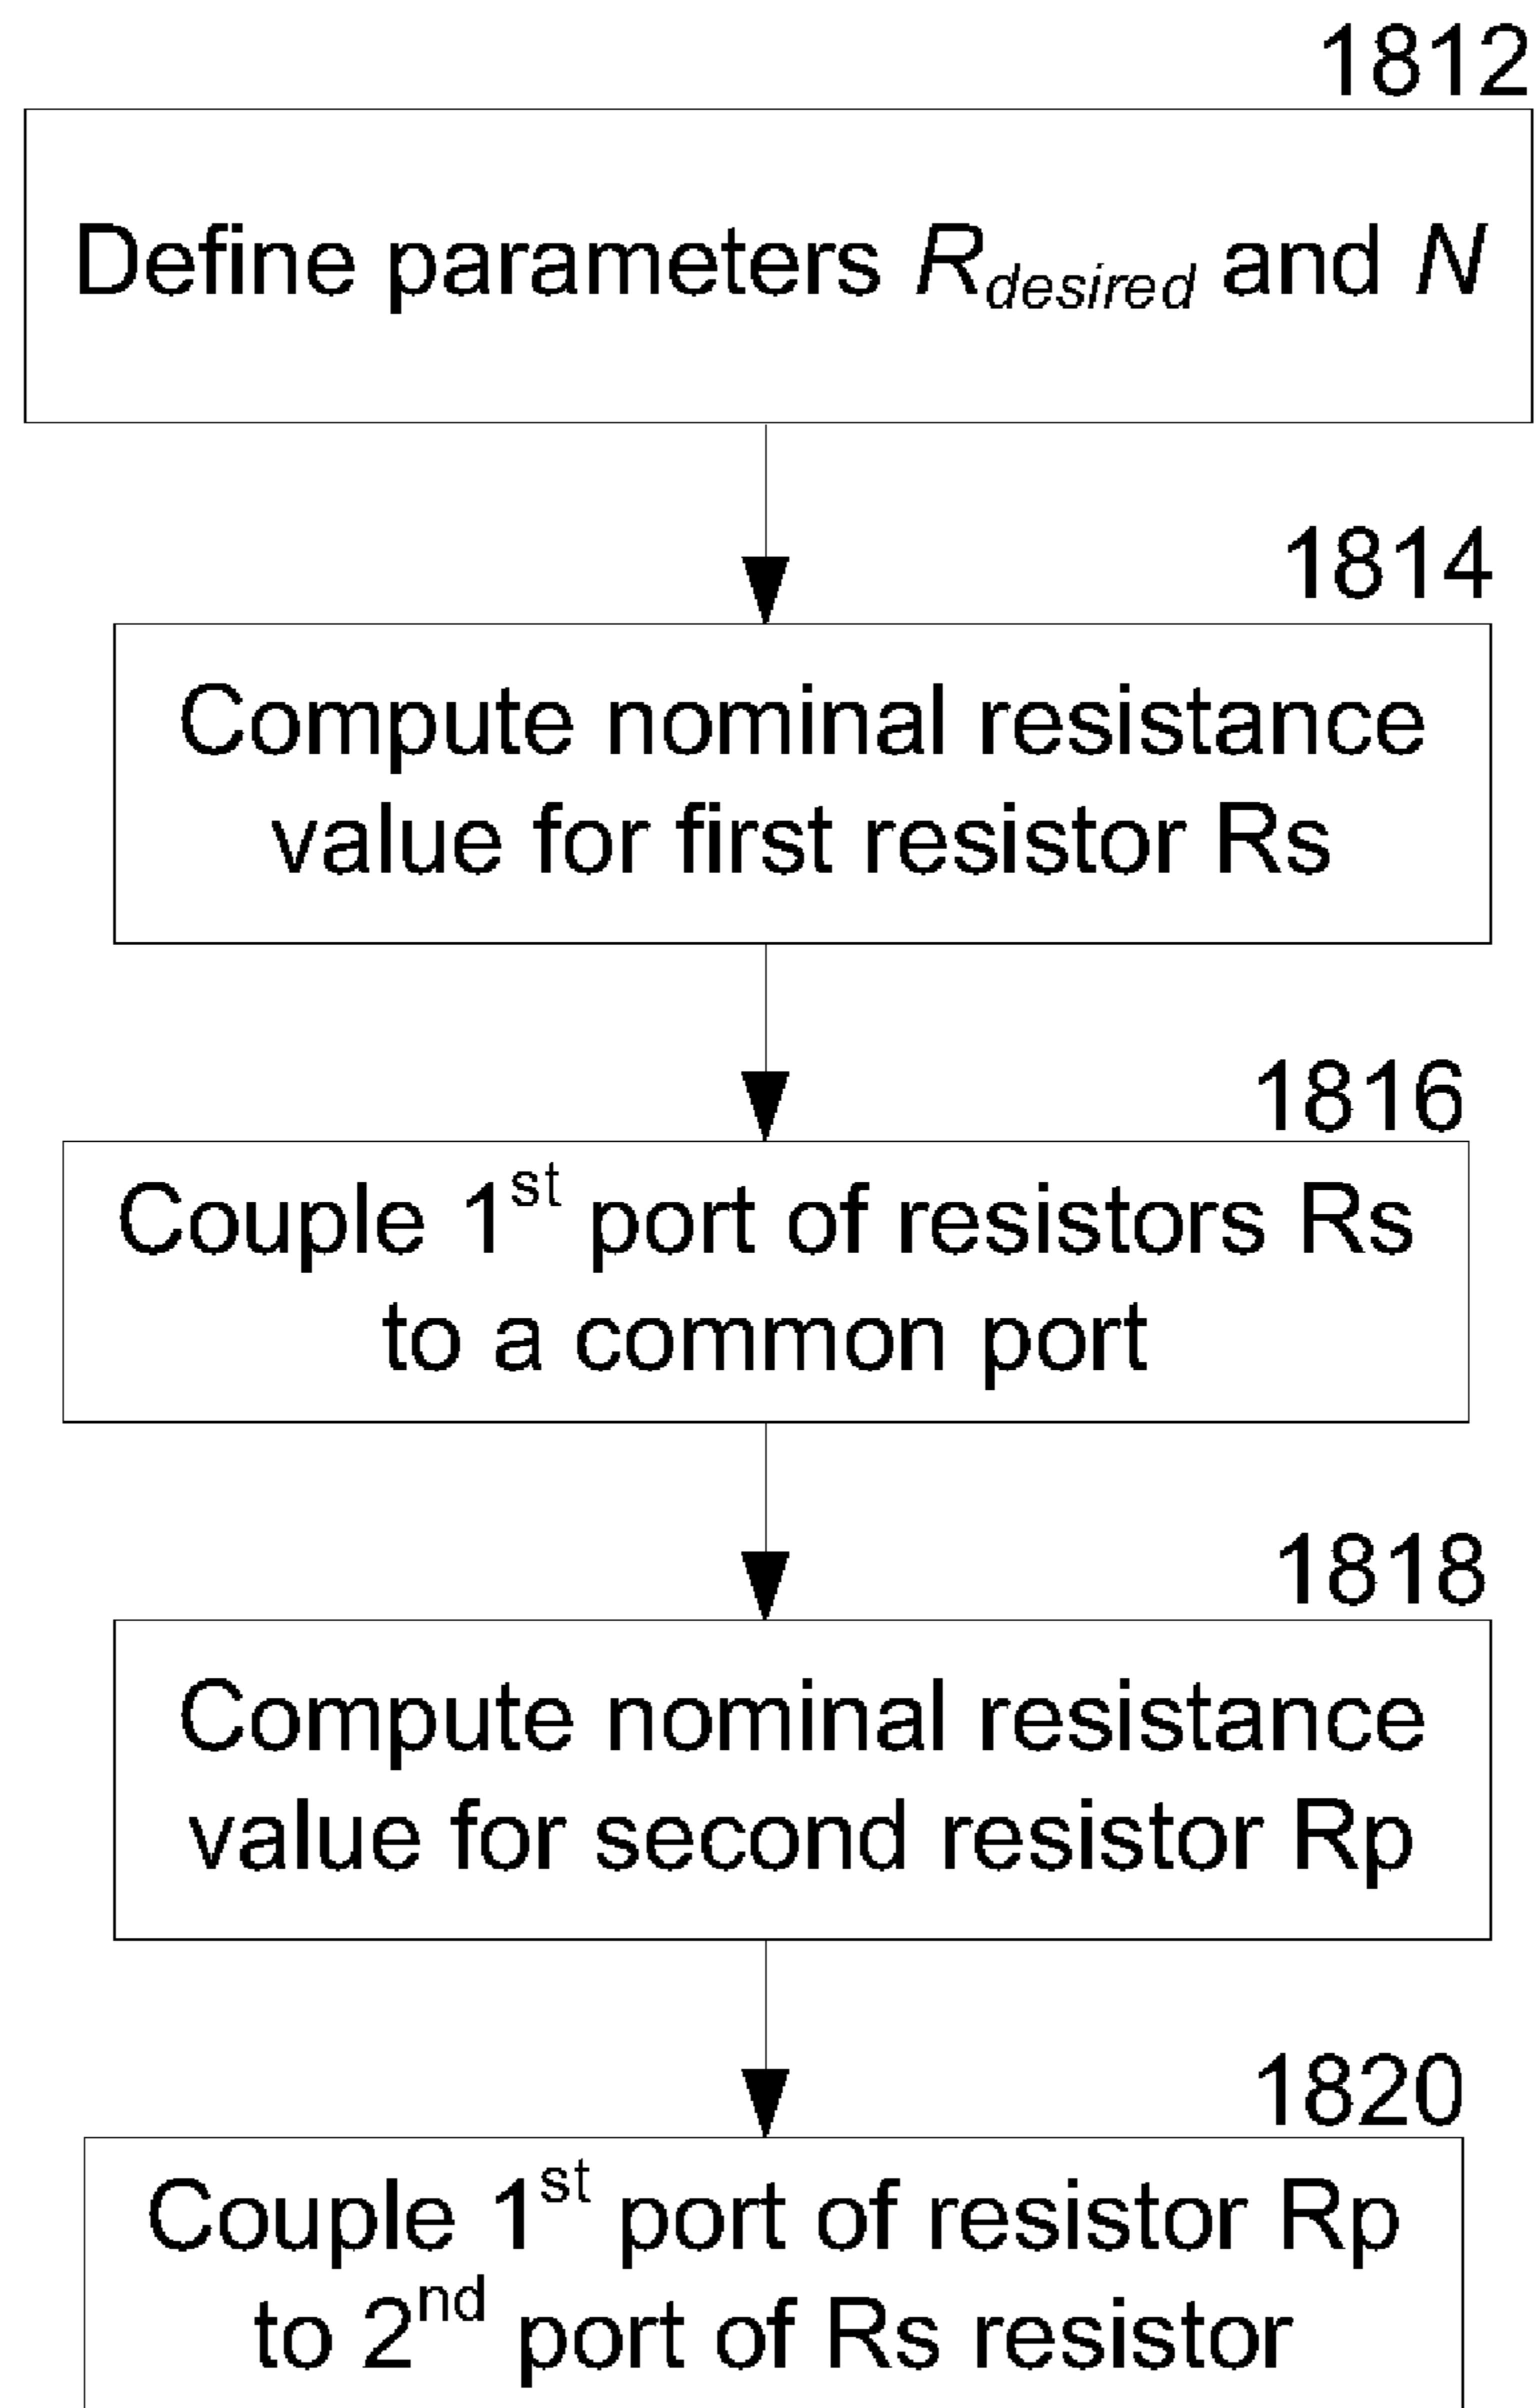 1812
Define parameters R_desired and N
1814
Compute nominal resistance
value for first resistor Rs
1816
Couple 1st port of resistors Rs
to a common port
1818
Compute nominal resistance
value for second resistor Rp
1820
Couple 1st port of resistor Rp
to 2nd port of Rs resistor